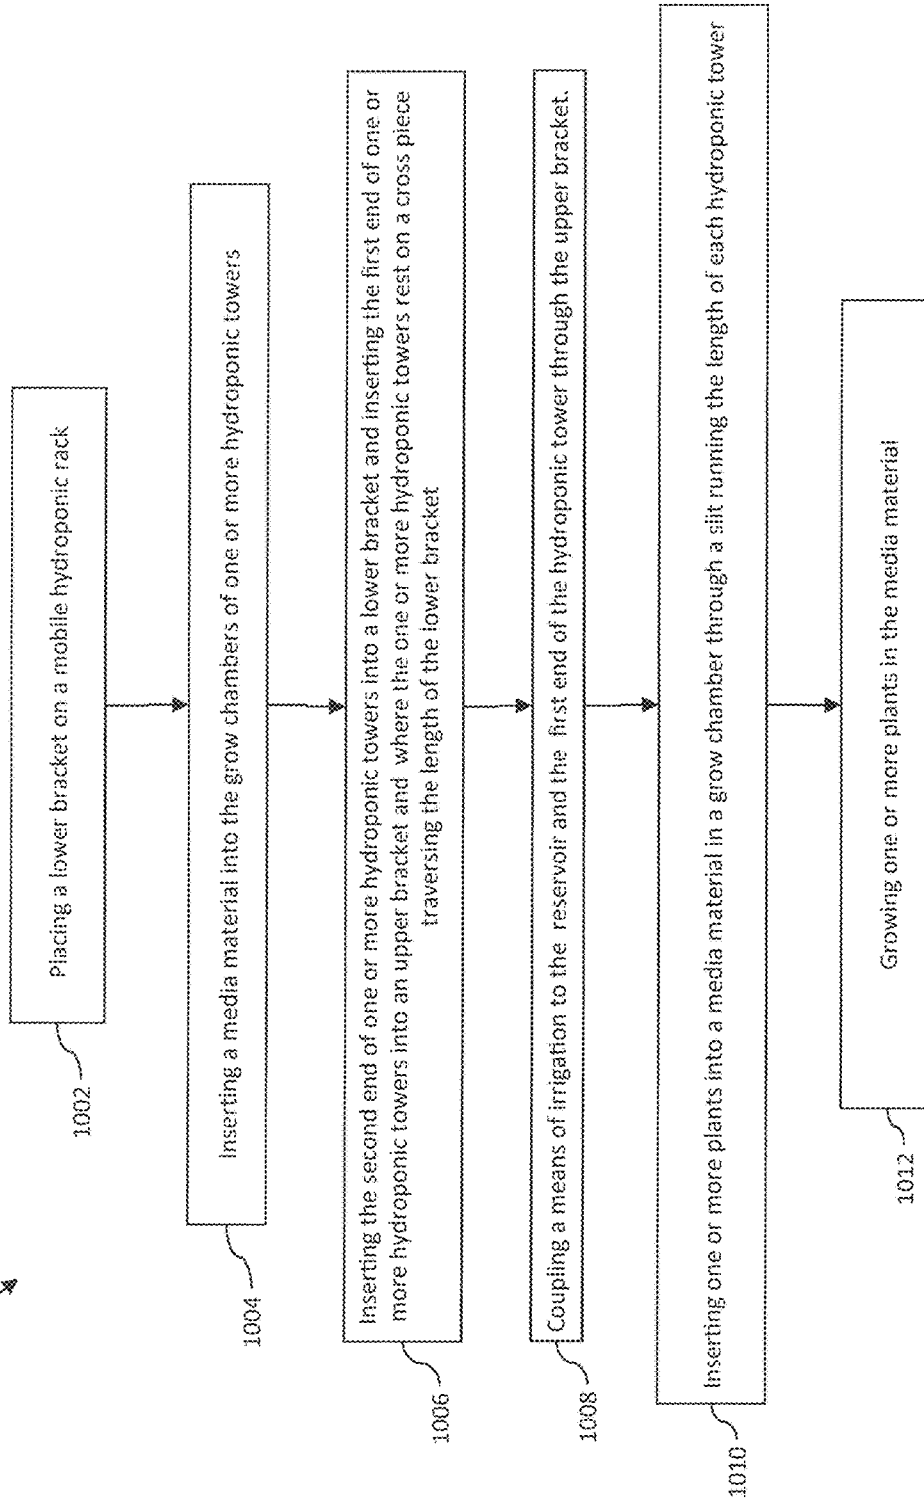 Placing a lower bracket on a mobile hydroponic rack
1002
Inserting a media material into the grow chambers of one or more hydroponic towers
1004
Inserting the second end of one or more hydroponic towers into a lower bracket and inserting the first end of one or
more hydroponic towers into an upper bracket and where the one or more hydroponic towers rest on a cross piece
traversing the length of the lower bracket
1006
Coupling a means of irrigation to the reservoir and the first end of the hydroponic tower through the upper bracket.
1008
Inserting one or more plants into a media material in a grow chamber through a slit running the length of each hydroponic tower
1010
Growing one or more plants in the media material
1012